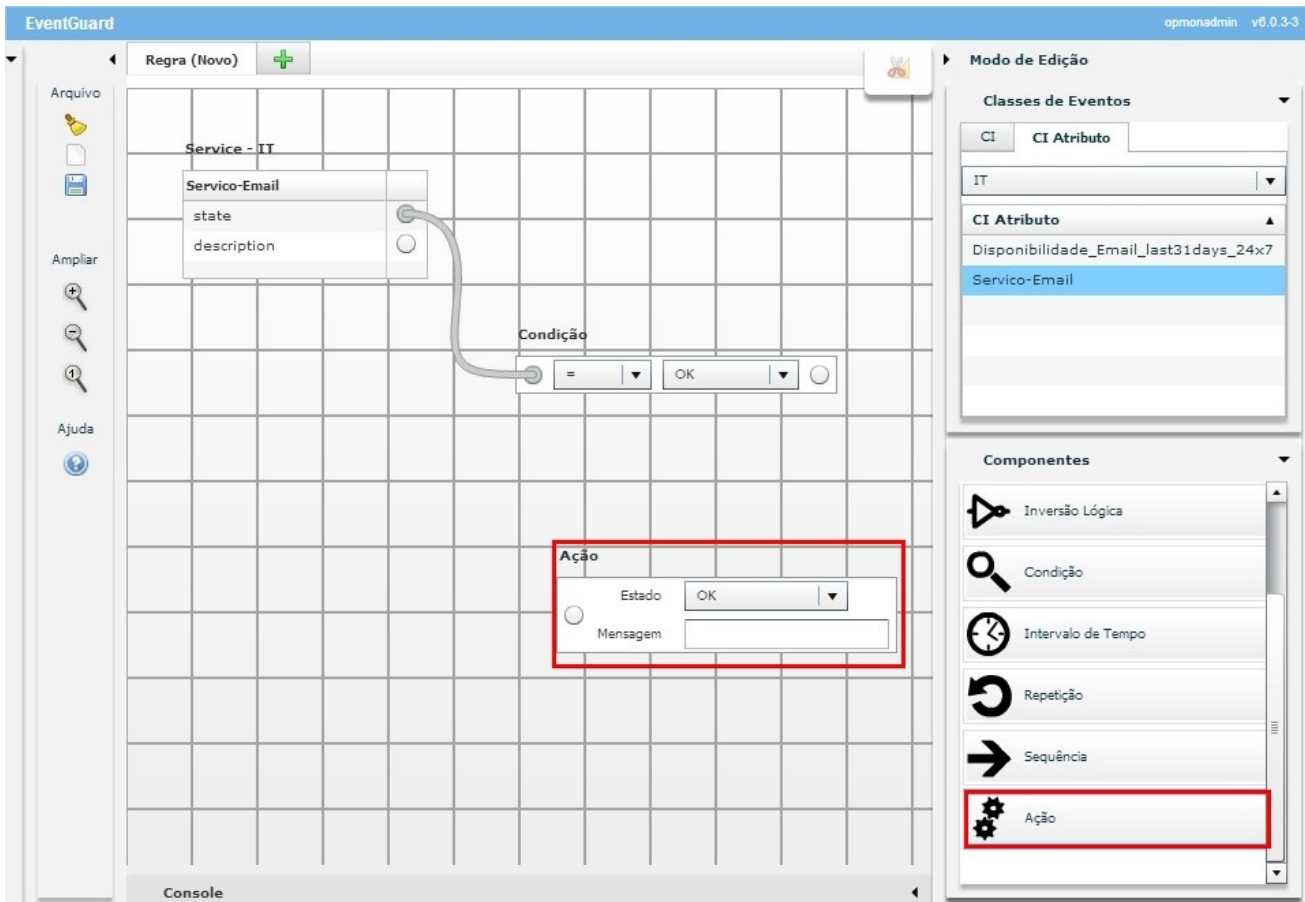 EventGuard
opmonadmin v6.0.3-3
Regra (Novo)
Modo de Edição
Arquivo
Ampliar
1
Ajuda
?
Service - IT
Servico-Email
state
description
Condição
= OK
Ação
Estado OK
Mensagem
Console
Classes de Eventos
CI CI Atributo
IT
CI Atributo
Disponibilidade_Email_last31days_24x7
Servico-Email
Componentes
Inversão Lógica
Condição
Intervalo de Tempo
Repetição
Sequência
Ação